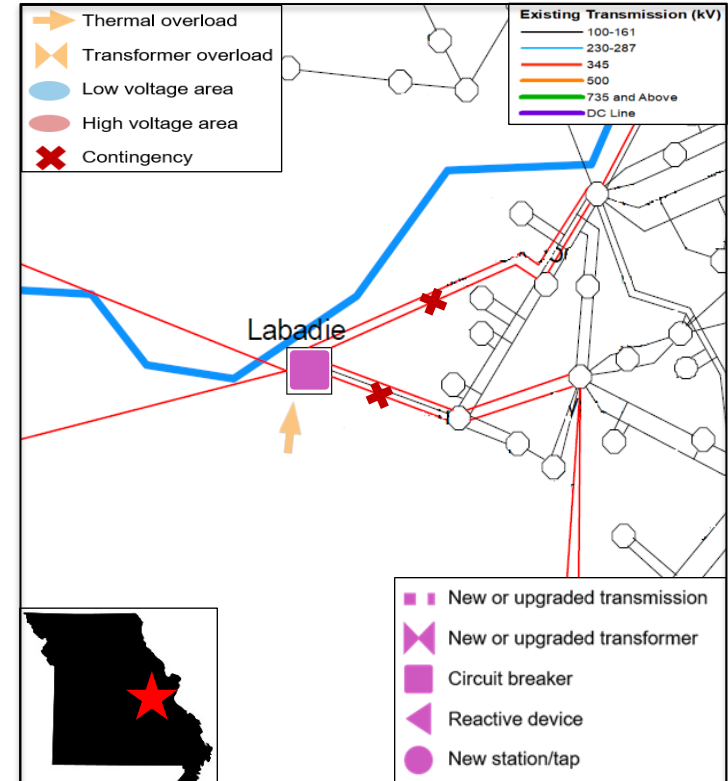 Thermal overload
Transformer overload
Low voltage area
High voltage area
Contingency
Existing Transmission (kV)
100-161
230-287
345
500
735 and Above
DC Line
Labadie
New or upgraded transmission
New or upgraded transformer
Circuit breaker
Reactive device
New station/tap